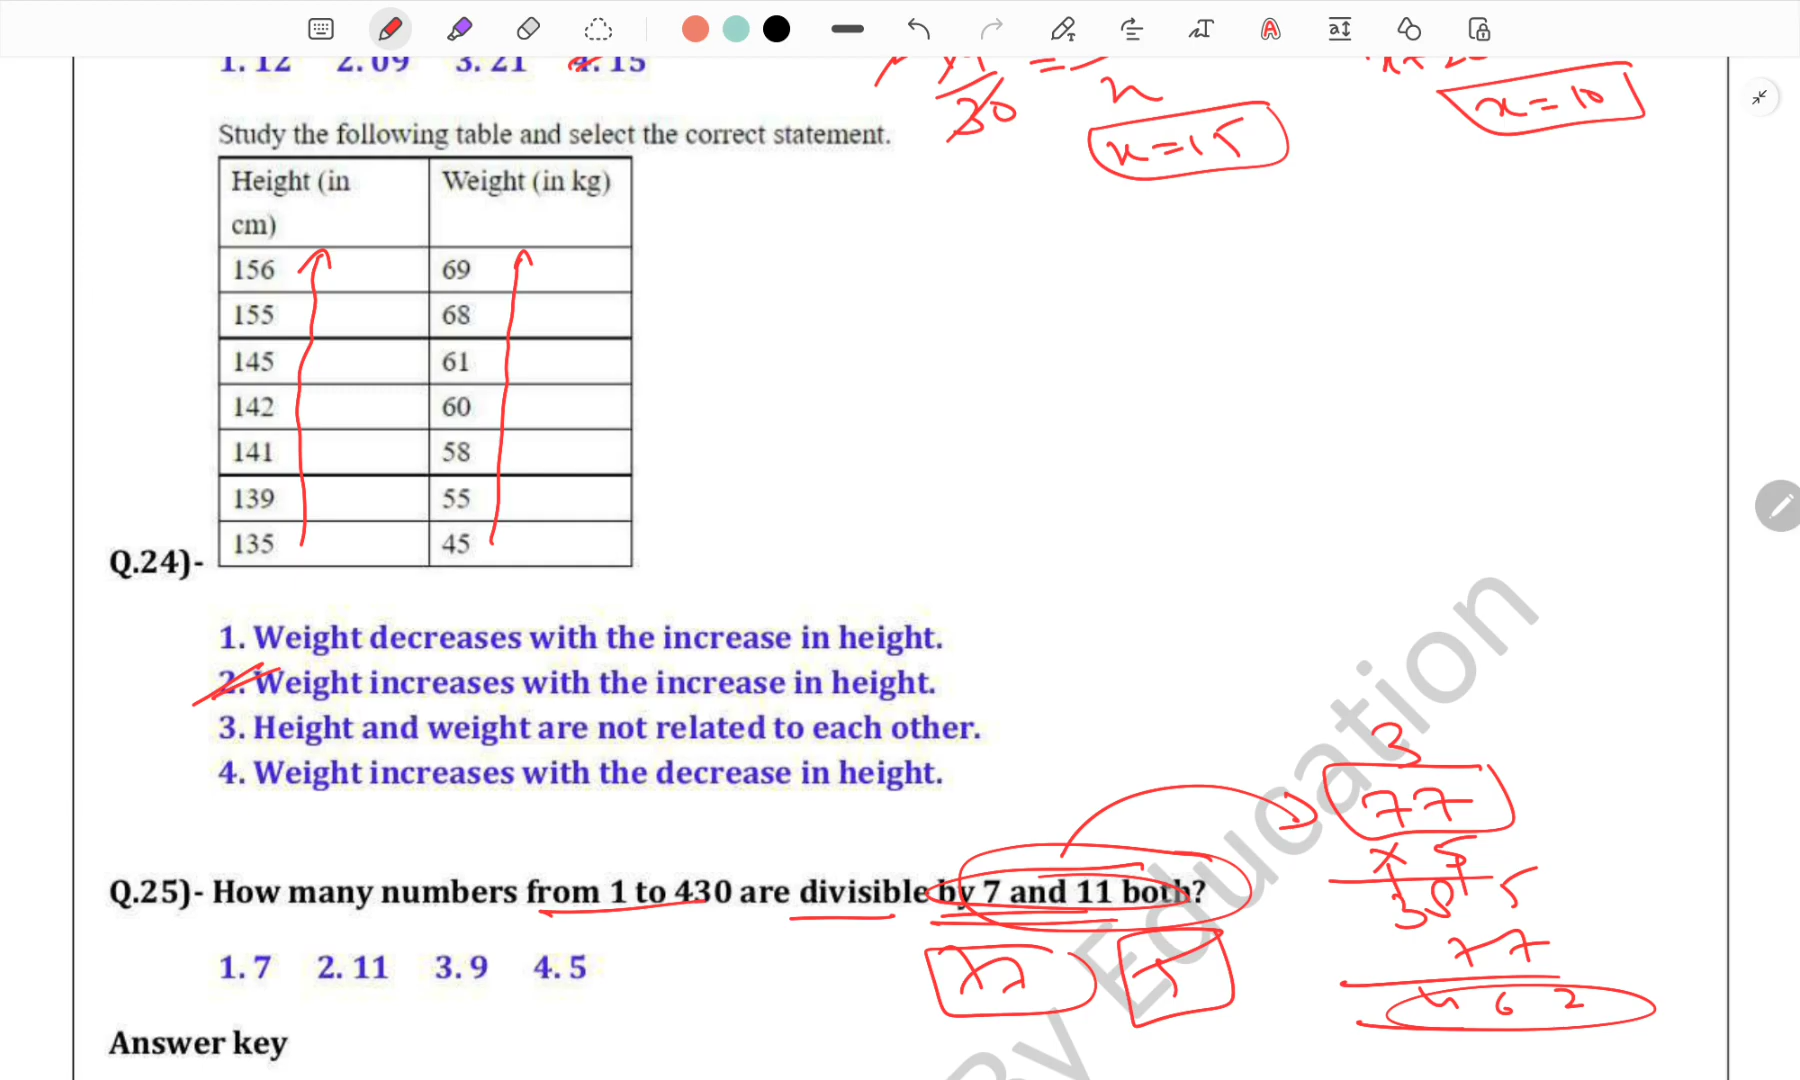 1. 12 2. 09 3. 21 4. 15
30
x
x = 15
x = 10
Study the following table and select the correct statement.
Height (in cm) Weight (in kg)
156 69
155 68
145 61
142 60
141 58
139 55
135 45
Q.24)-
1. Weight decreases with the increase in height.
2. Weight increases with the increase in height.
3. Height and weight are not related to each other.
4. Weight increases with the decrease in height.
3
77
x 5
385
77
462
Q.25)- How many numbers from 1 to 430 are divisible by 7 and 11 both?
77 5
1. 7 2. 11 3. 9 4. 5
Answer key
By Education